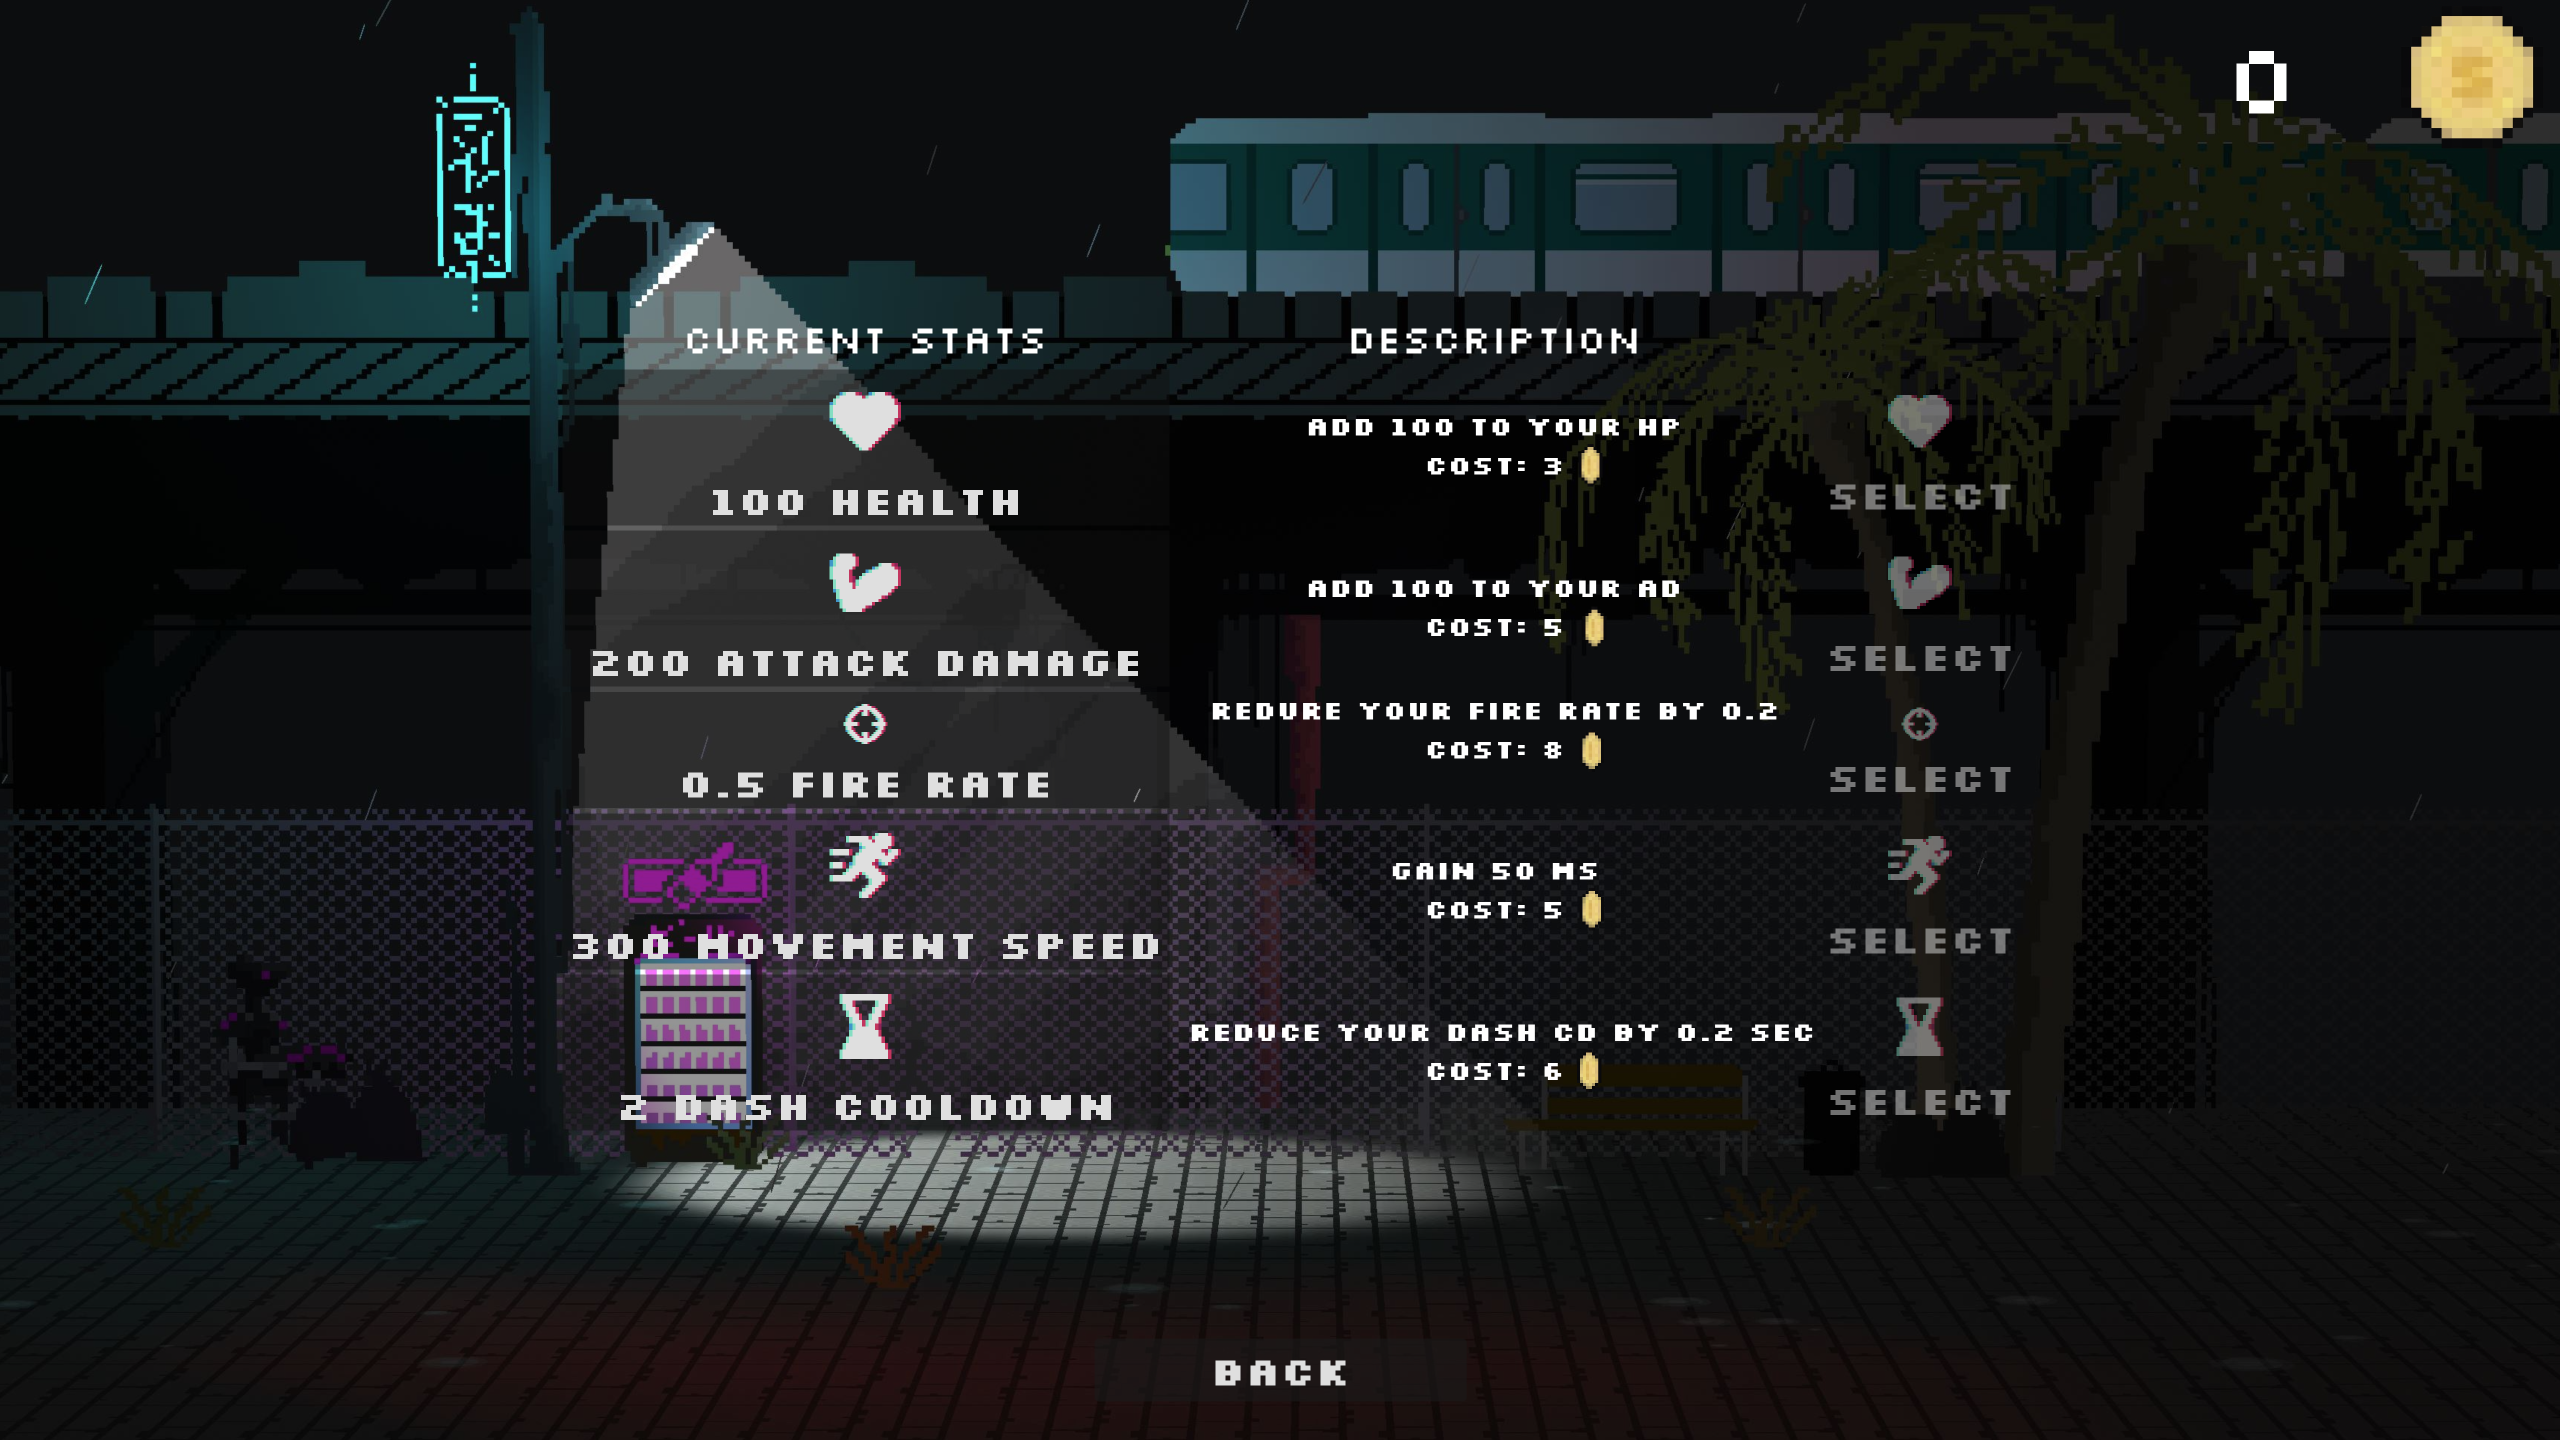 0
CURRENT STATS
DESCRIPTION
100 HEALTH
ADD 100 TO YOUR HP
COST: 3
SELECT
200 ATTACK DAMAGE
ADD 100 TO YOUR AD
COST: 5
SELECT
0.5 FIRE RATE
REDURE YOUR FIRE RATE BY 0.2
COST: 8
SELECT
300 MOVEMENT SPEED
GAIN 50 MS
COST: 5
SELECT
2 DASH COOLDOWN
REDUCE YOUR DASH CD BY 0.2 SEC
COST: 6
SELECT
BACK